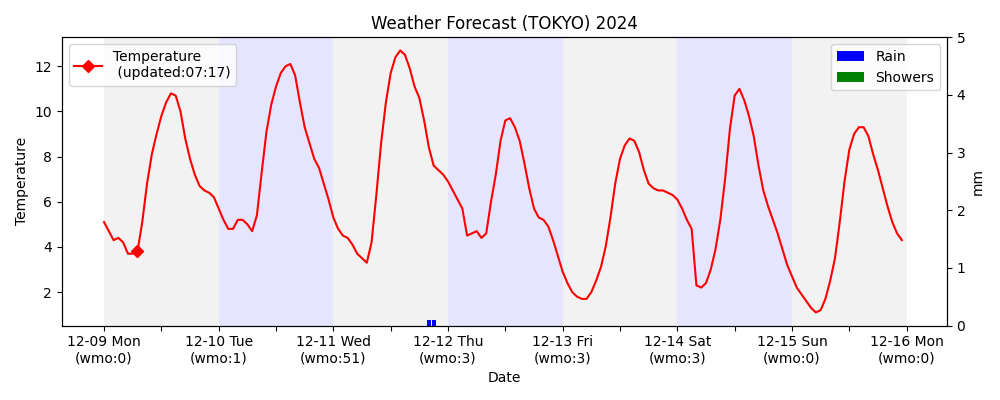 Weather Forecast (TOKYO) 2024
Temperature
(updated:07:17)
Rain
Showers
12
10
8
6
4
2
Temperature
5
4
3
2
1
0
mm
12-09 Mon
(wmo:0)
12-10 Tue
(wmo:1)
12-11 Wed
(wmo:51)
12-12 Thu
(wmo:3)
12-13 Fri
(wmo:3)
12-14 Sat
(wmo:3)
12-15 Sun
(wmo:0)
12-16 Mon
(wmo:0)
Date